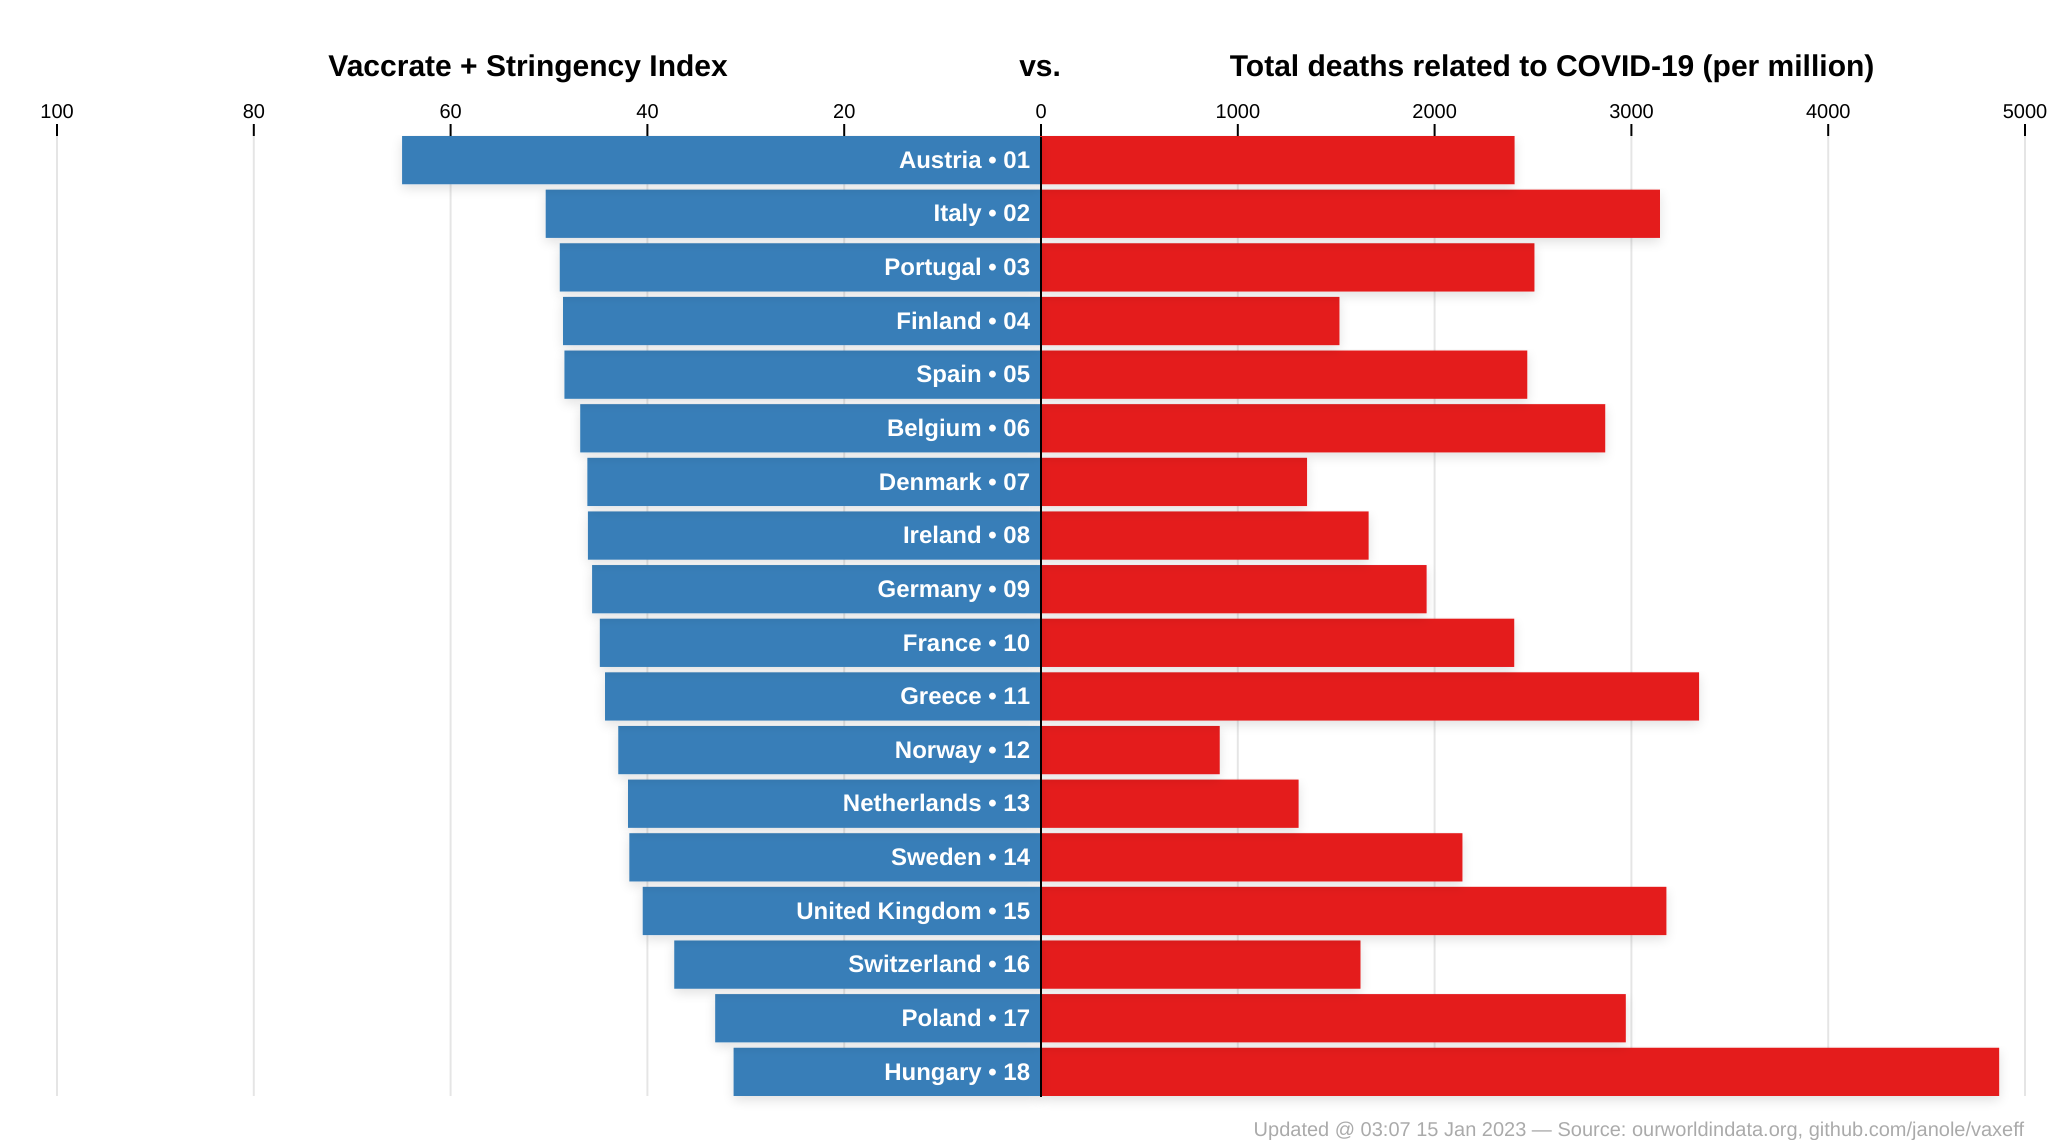 Vaccrate + Stringency Index vs. Total deaths related to COVID-19 (per million)
100 80 60 40 20 0 1000 2000 3000 4000 5000
Austria • 01
Italy • 02
Portugal • 03
Finland • 04
Spain • 05
Belgium • 06
Denmark • 07
Ireland • 08
Germany • 09
France • 10
Greece • 11
Norway • 12
Netherlands • 13
Sweden • 14
United Kingdom • 15
Switzerland • 16
Poland • 17
Hungary • 18
Updated @ 03:07 15 Jan 2023 — Source: ourworldindata.org, github.com/janole/vaxeff